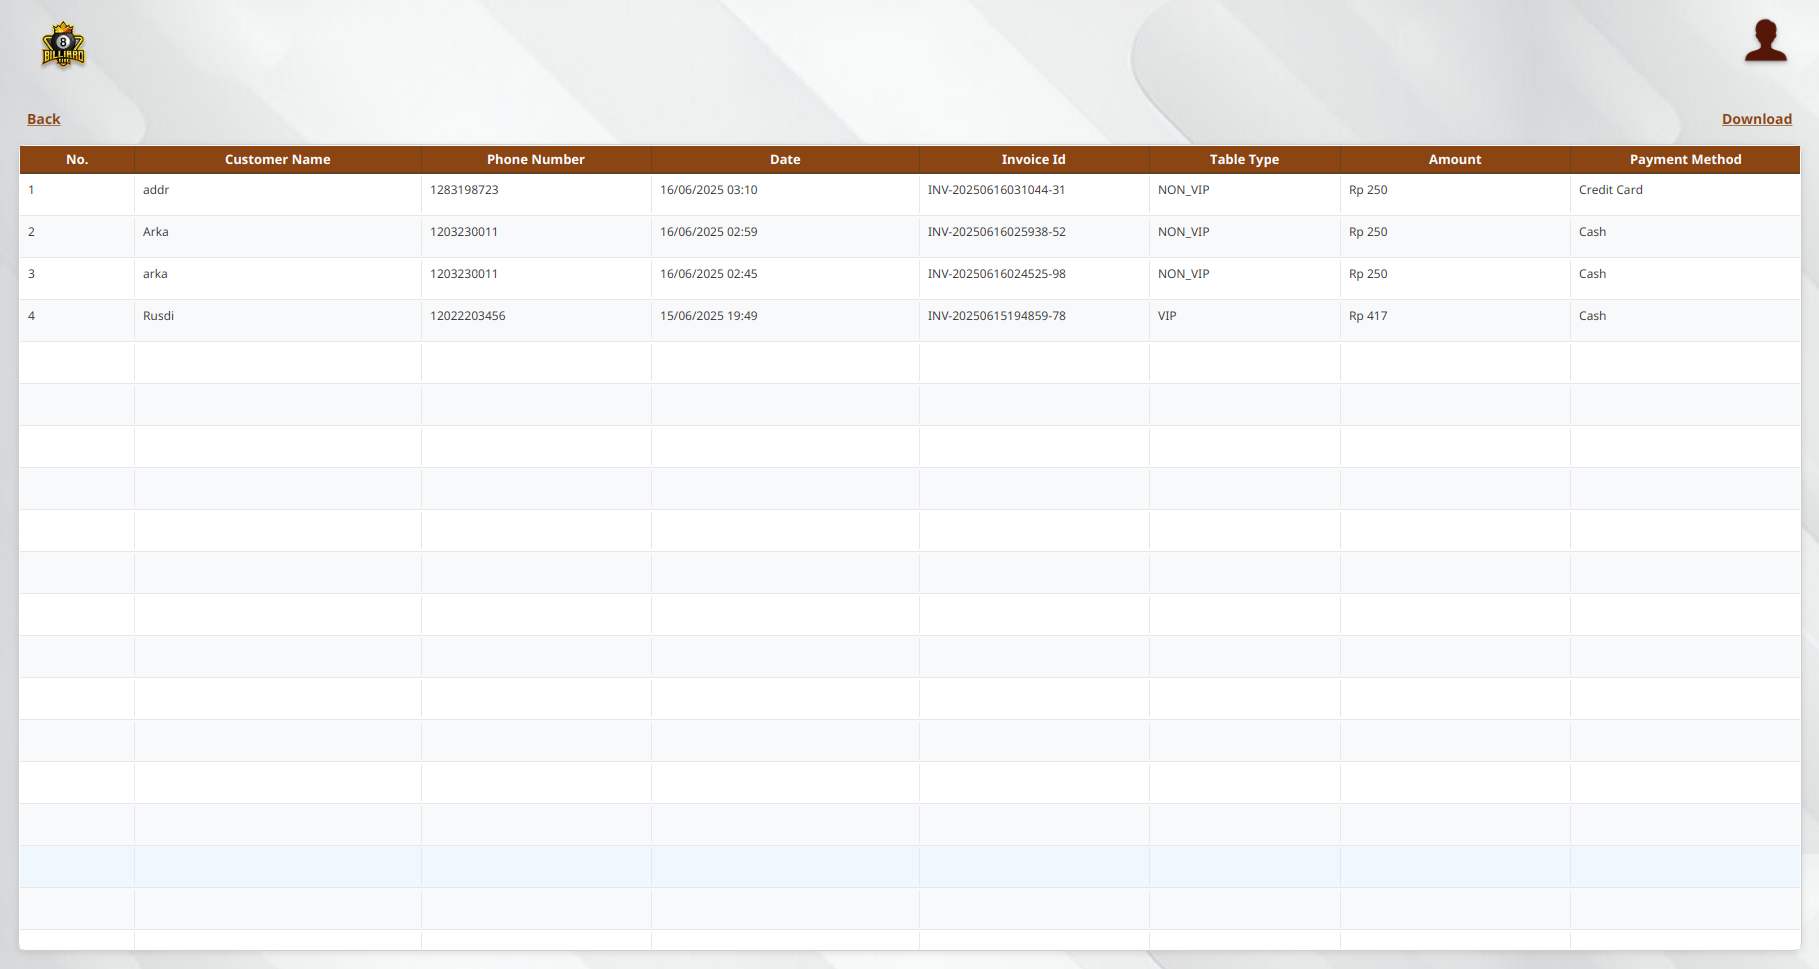 8
BILLIARD
Back
Download
No. Customer Name Phone Number Date Invoice Id Table Type Amount Payment Method
1 addr 1283198723 16/06/2025 03:10 INV-20250616031044-31 NON_VIP Rp 250 Credit Card
2 Arka 1203230011 16/06/2025 02:59 INV-20250616025938-52 NON_VIP Rp 250 Cash
3 arka 1203230011 16/06/2025 02:45 INV-20250616024525-98 NON_VIP Rp 250 Cash
4 Rusdi 12022203456 15/06/2025 19:49 INV-20250615194859-78 VIP Rp 417 Cash